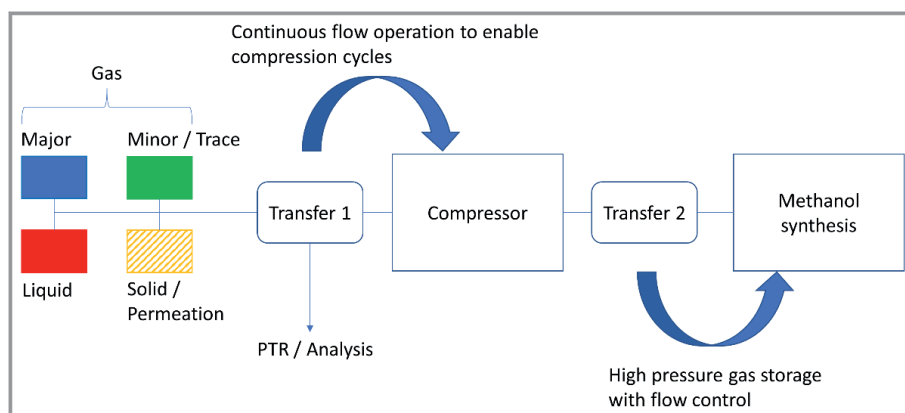 Continuous flow operation to enable
compression cycles
Gas
Major
Minor / Trace
Transfer 1
Compressor
Transfer 2
Methanol
synthesis
Liquid
Solid /
Permeation
PTR / Analysis
High pressure gas storage
with flow control